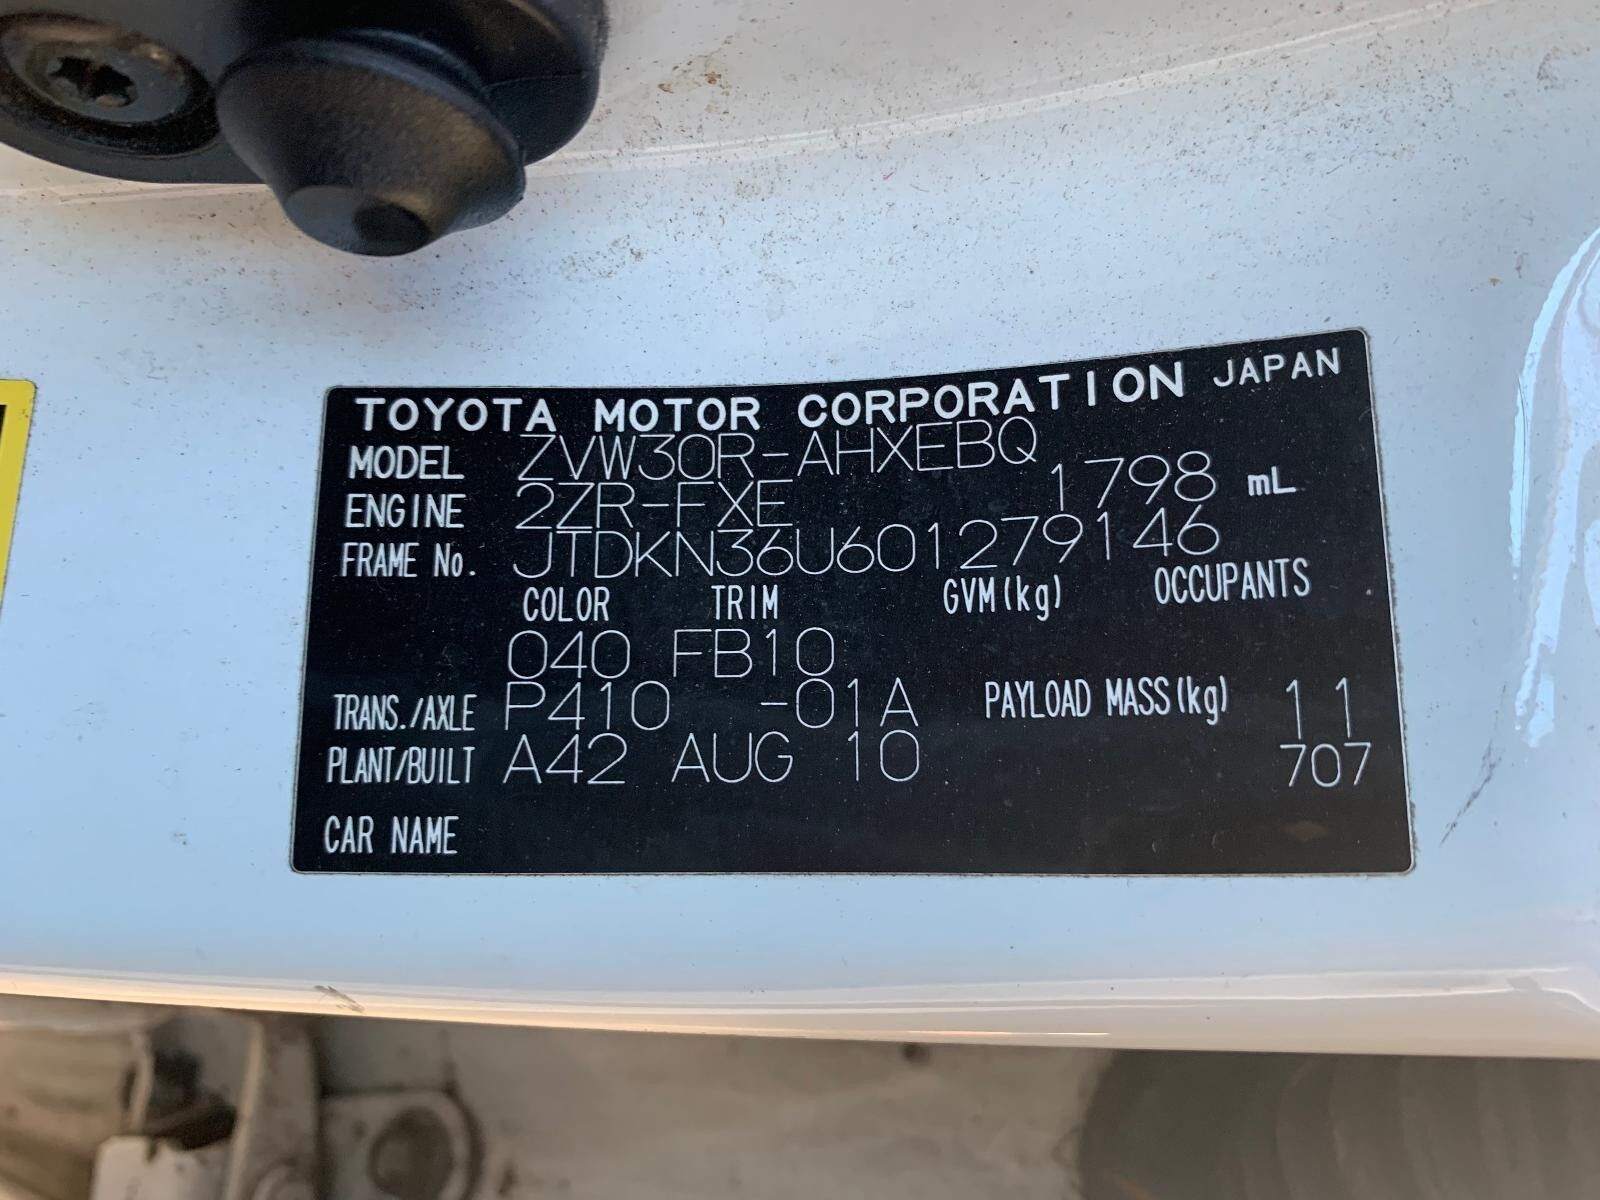 TOYOTA MOTOR CORPORATION JAPAN
MODEL ZVW30R-AHXEBQ
ENGINE 2ZR-FXE 1798 mL
FRAME No. JTDKN36U601279146
COLOR TRIM GVM(kg) OCCUPANTS
040 FB10
TRANS./AXLE P410 -01A PAYLOAD MASS(kg) 11
PLANT/BUILT A42 AUG 10 707
CAR NAME